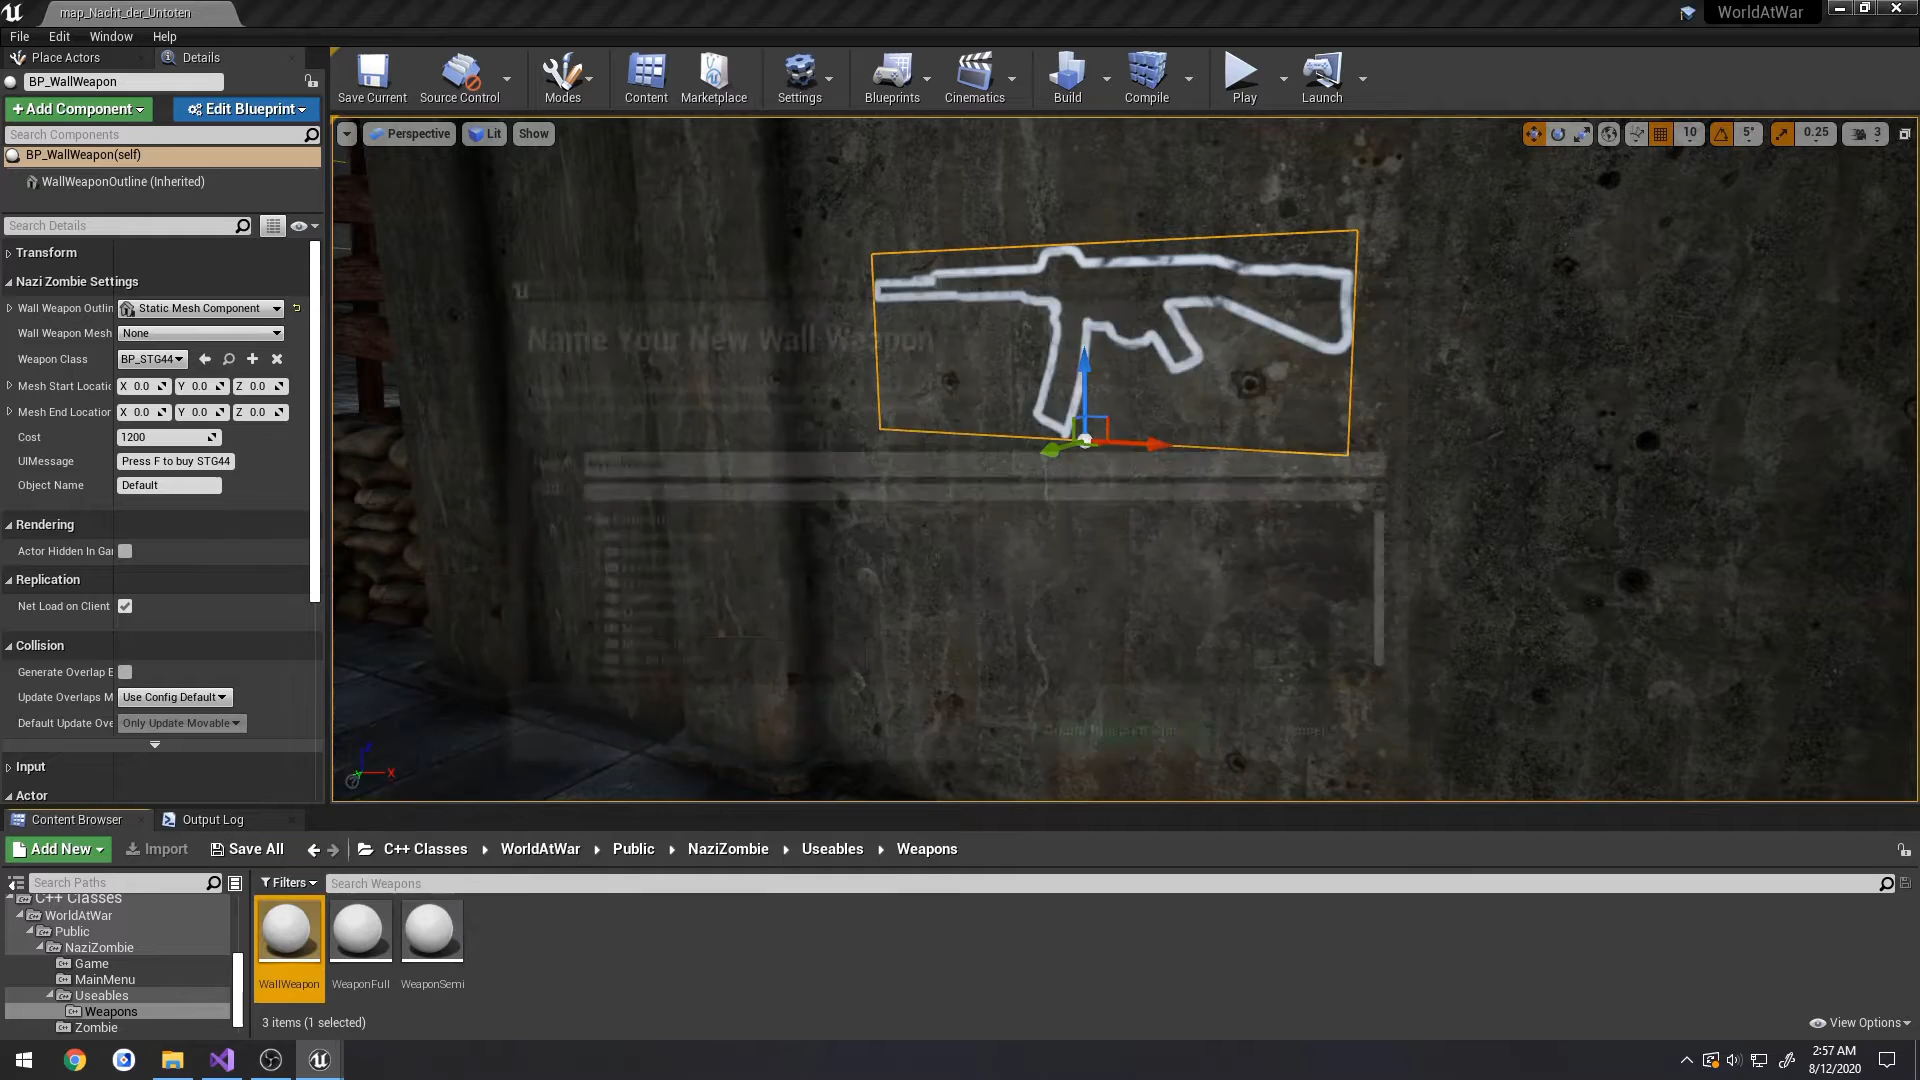 map_Nacht_der_Untoten
WorldAtWar
File Edit Window Help
Place Actors Details
BP_WallWeapon
+Add Component Edit Blueprint
Search Components
BP_WallWeapon(self)
WallWeaponOutline (Inherited)
Search Details
Transform
Nazi Zombie Settings
Wall Weapon Outlin Static Mesh Component
Wall Weapon Mesh None
Weapon Class BP_STG44
Mesh Start Locatio X 0.0 Y 0.0 Z 0.0
Mesh End Location X 0.0 Y 0.0 Z 0.0
Cost 1200
UIMessage Press F to buy STG44
Object Name Default
Rendering
Actor Hidden In Gar
Replication
Net Load on Client
Collision
Generate Overlap E
Update Overlaps M Use Config Default
Default Update Ove Only Update Movable
Input
Actor
Save Current Source Control Modes Content Marketplace Settings Blueprints Cinematics Build Compile Play Launch
Perspective Lit Show
10 5° 0.25 3
Name Your New Wall Weapon
X
Content Browser Output Log
Add New Import Save All C++ Classes WorldAtWar Public NaziZombie Useables Weapons
Search Paths
Filters Search Weapons
C++ Classes
WorldAtWar
Public
NaziZombie
Game
MainMenu
Useables
Weapons
Zombie
WallWeapon WeaponFull WeaponSemi
3 items (1 selected)
View Options
2:57 AM
8/12/2020